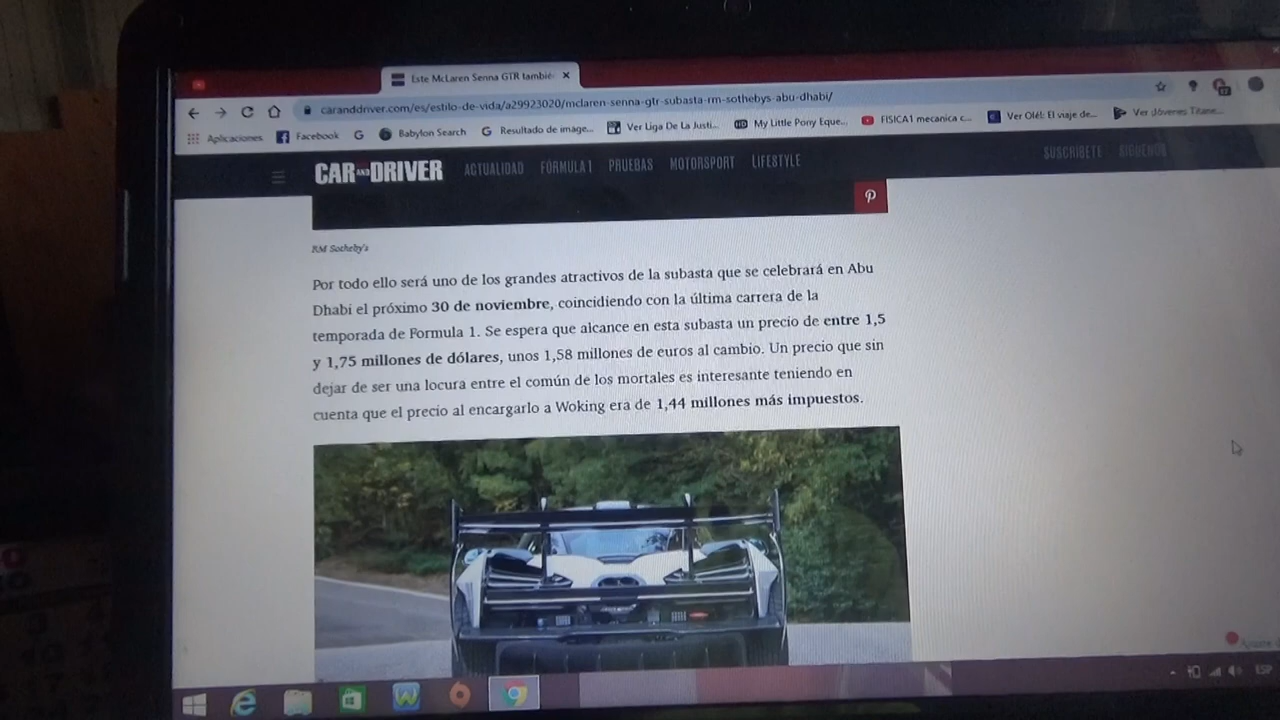 Este McLaren Senna GTR tambié
caranddriver.com/es/estilo-de-vida/a29923020/mclaren-senna-gtr-subasta-rm-sothebys-abu-dhabi/
Aplicaciones Facebook Babylon Search Resultado de image... Ver Liga De La Justi... My Little Pony Eque... FISICA1 mecanica c... Ver Olé!: El viaje de... Ver Jóvenes Titane...
CAR AND DRIVER ACTUALIDAD FÓRMULA 1 PRUEBAS MOTORSPORT LIFESTYLE SUSCRÍBETE SÍGUENOS
RM Sotheby's
Por todo ello será uno de los grandes atractivos de la subasta que se celebrará en Abu
Dhabi el próximo 30 de noviembre, coincidiendo con la última carrera de la
temporada de Formula 1. Se espera que alcance en esta subasta un precio de entre 1,5
y 1,75 millones de dólares, unos 1,58 millones de euros al cambio. Un precio que sin
dejar de ser una locura entre el común de los mortales es interesante teniendo en
cuenta que el precio al encargarlo a Woking era de 1,44 millones más impuestos.
ESP